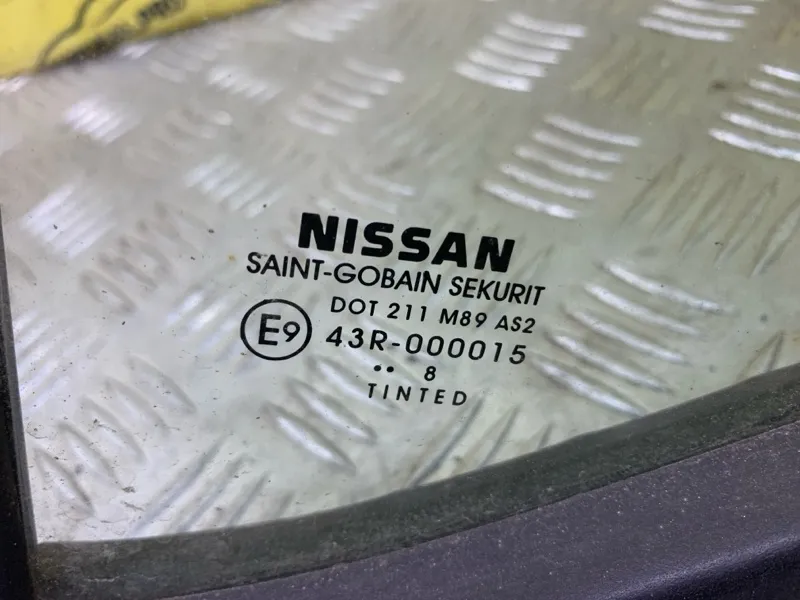 NISSAN
SAINT-GOBAIN SEKURIT
DOT 211 M89 AS2
E9 43R-000015
•• 8
TINTED